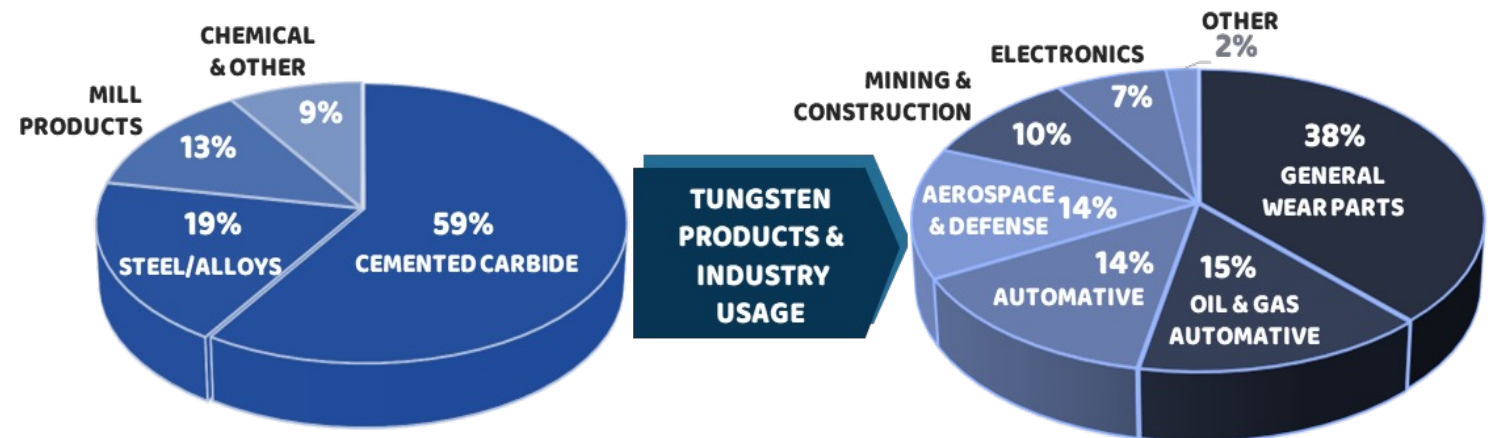 CHEMICAL
& OTHER
9%
MILL
PRODUCTS
13%
19%
STEEL/ALLOYS
59%
CEMENTED CARBIDE
TUNGSTEN
PRODUCTS &
INDUSTRY
USAGE
OTHER
2%
ELECTRONICS
7%
MINING &
CONSTRUCTION
10%
38%
GENERAL
WEAR PARTS
AEROSPACE
& DEFENSE
14%
14%
AUTOMATIVE
15%
OIL & GAS
AUTOMATIVE